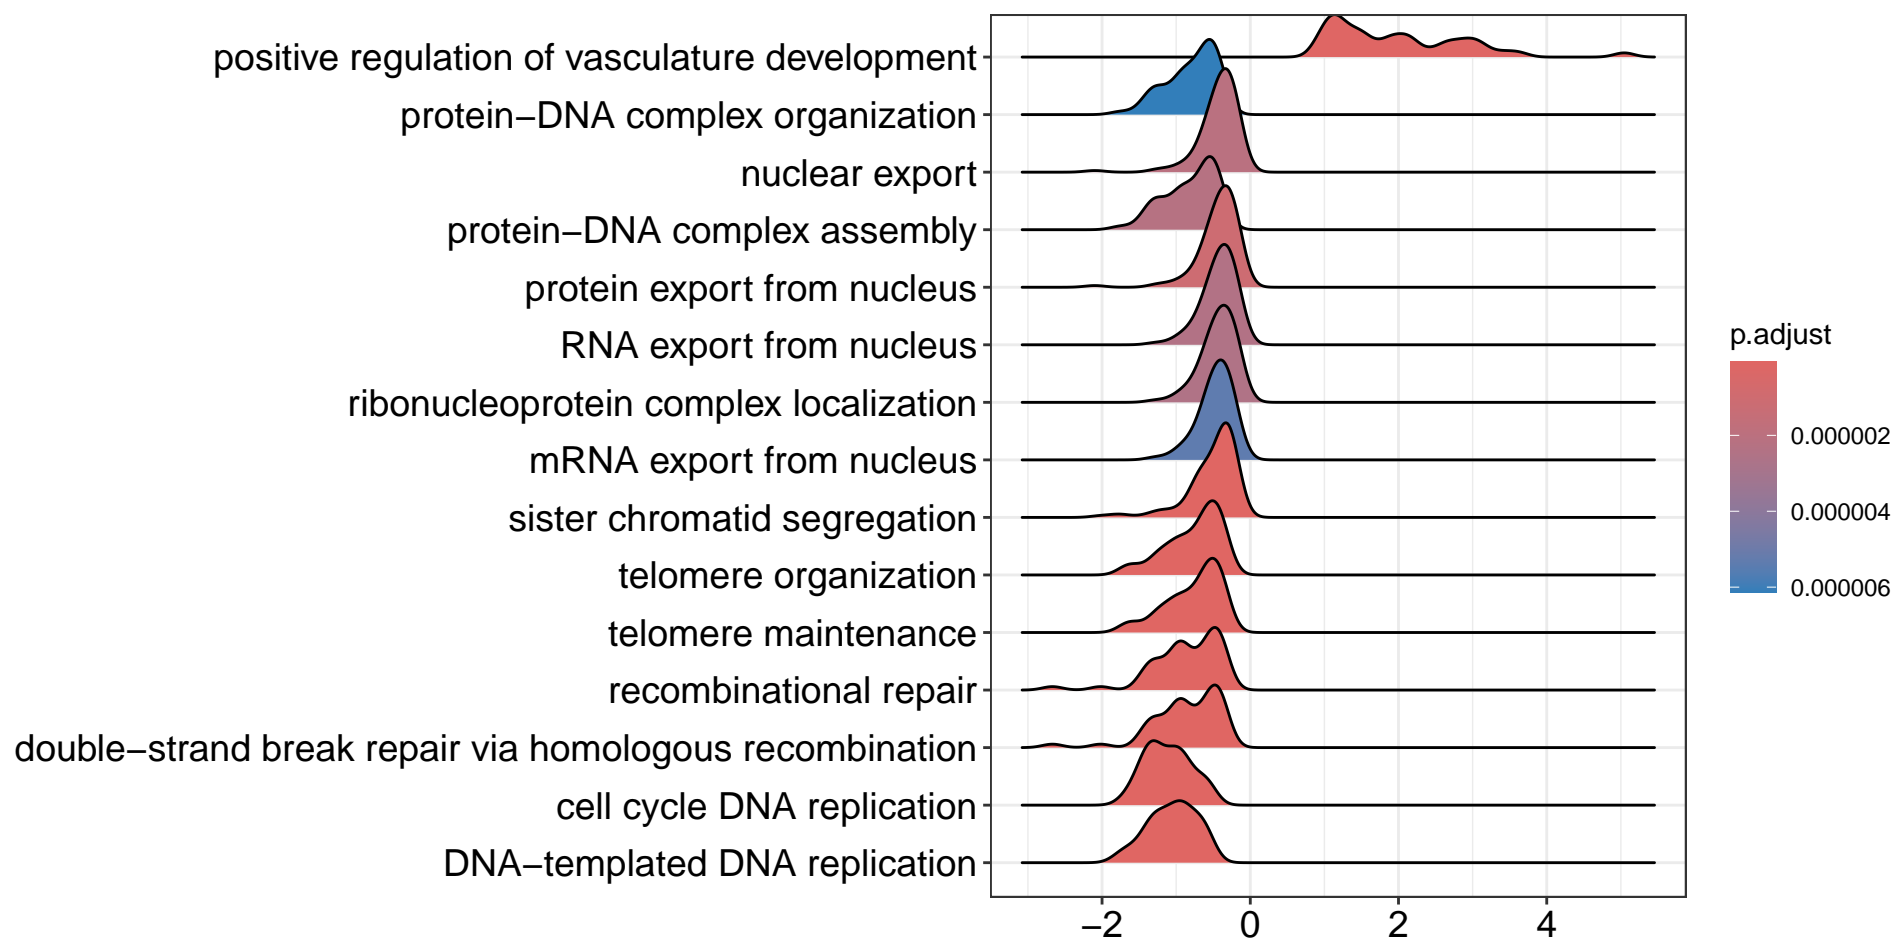 positive regulation of vasculature development
protein−DNA complex organization
nuclear export
protein−DNA complex assembly
protein export from nucleus
RNA export from nucleus
ribonucleoprotein complex localization
mRNA export from nucleus
sister chromatid segregation
telomere organization
telomere maintenance
recombinational repair
double−strand break repair via homologous recombination
cell cycle DNA replication
DNA−templated DNA replication
−2 0 2 4
p.adjust
0.000002
0.000004
0.000006